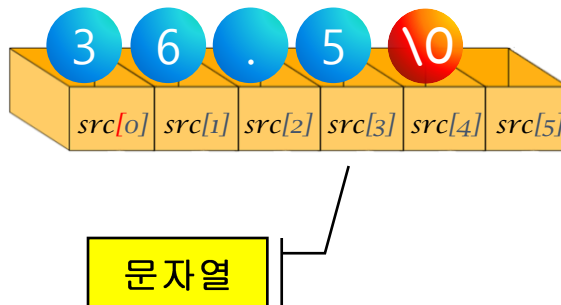 3 6 . 5 \0
src[0] src[1] src[2] src[3] src[4] src[5]
문자열